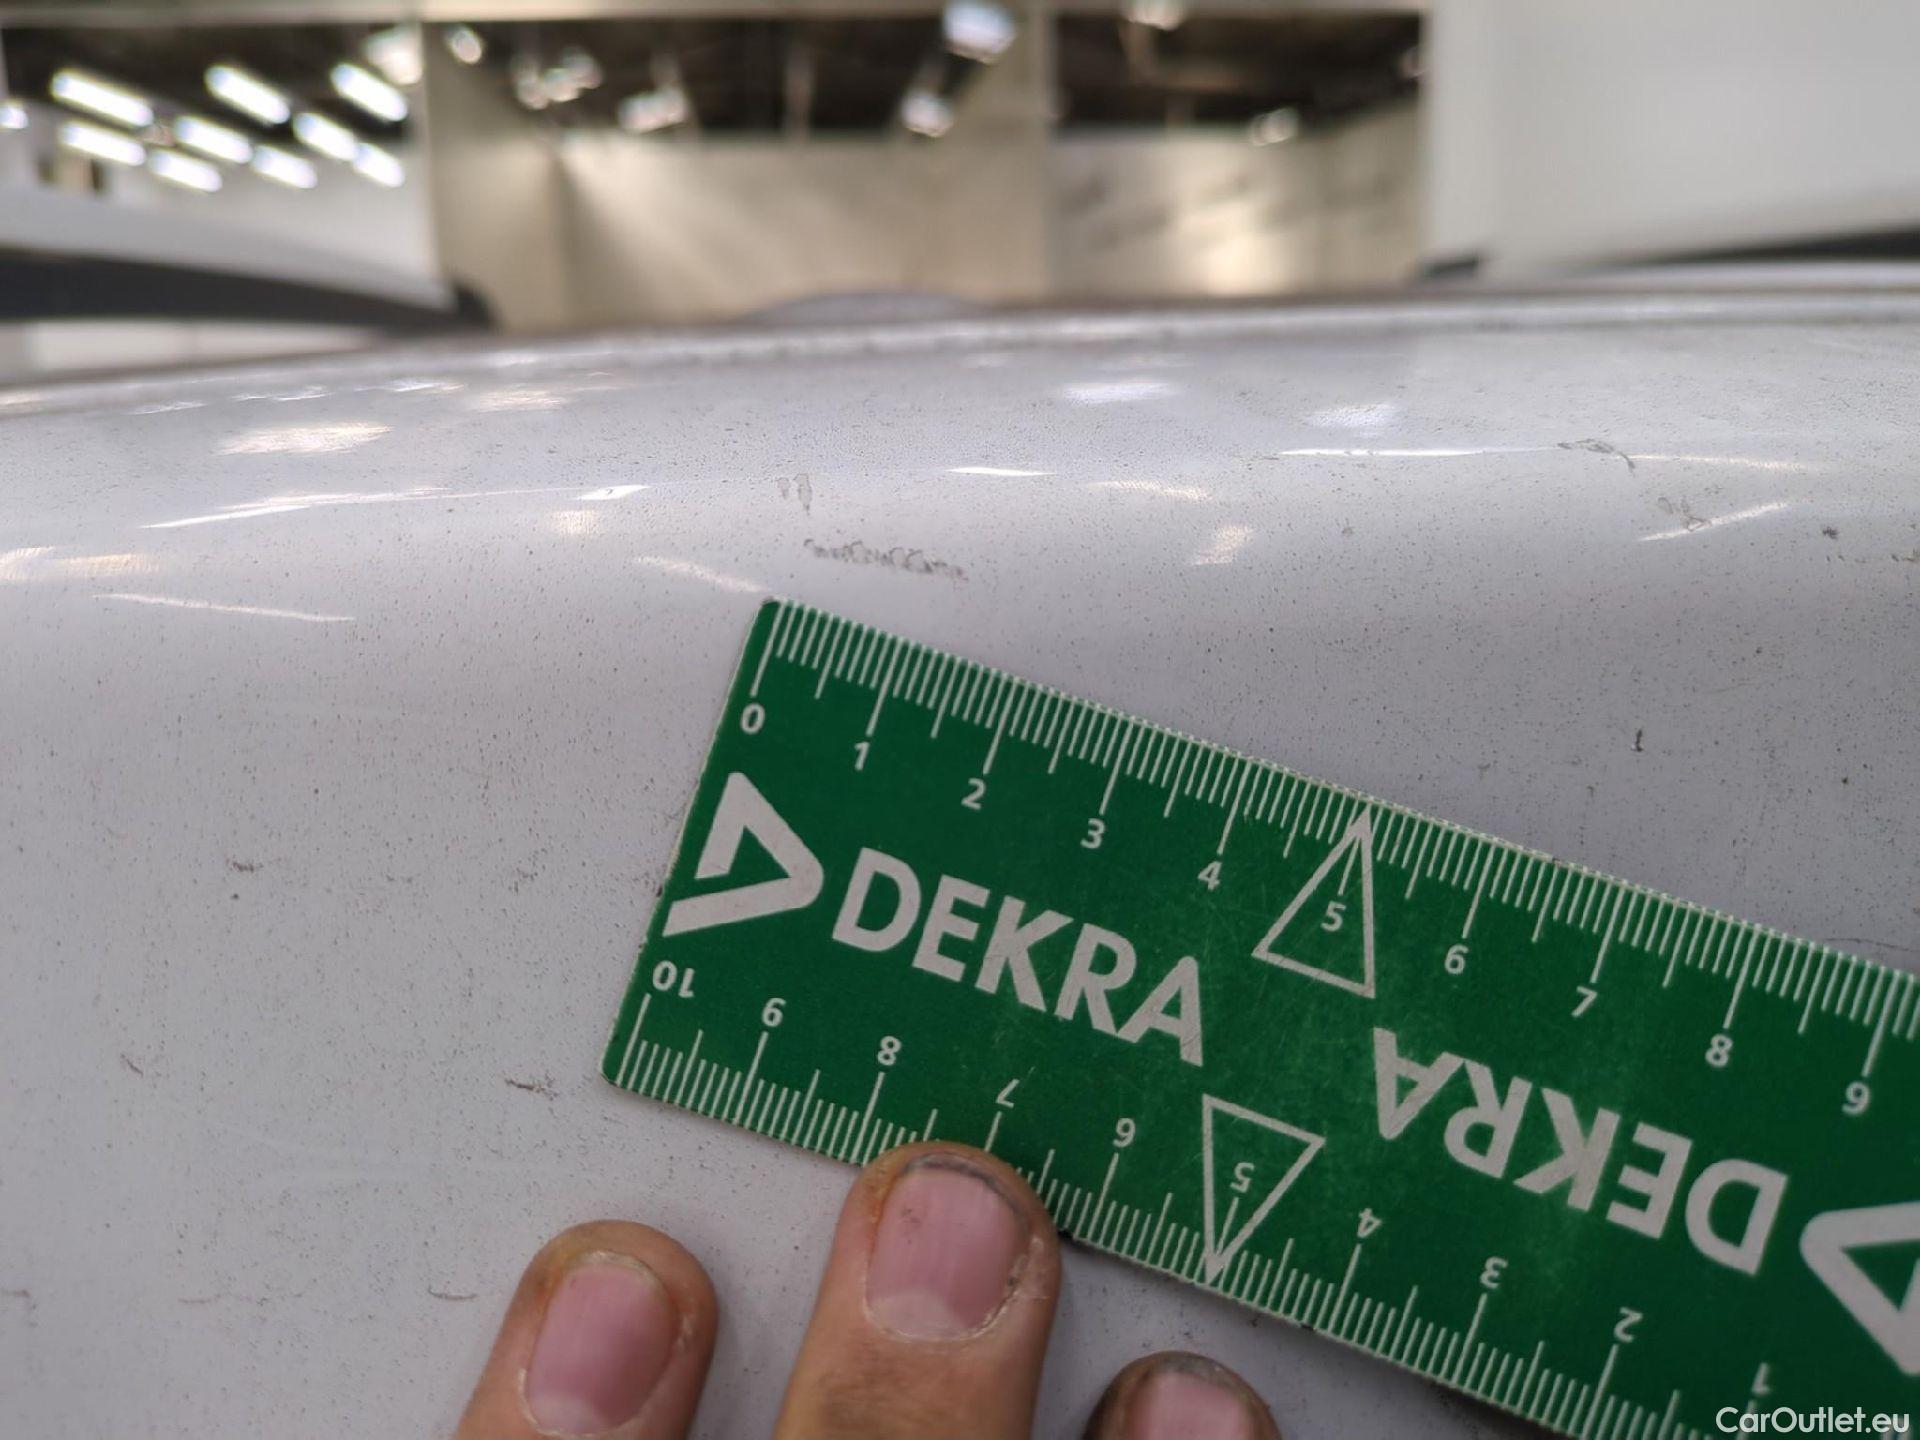 0 1 2 3 4 5 6 7 8 9
DEKRA
DEKRA
10 9 8 7 6 5 4 3 2 1
CarOutlet.eu